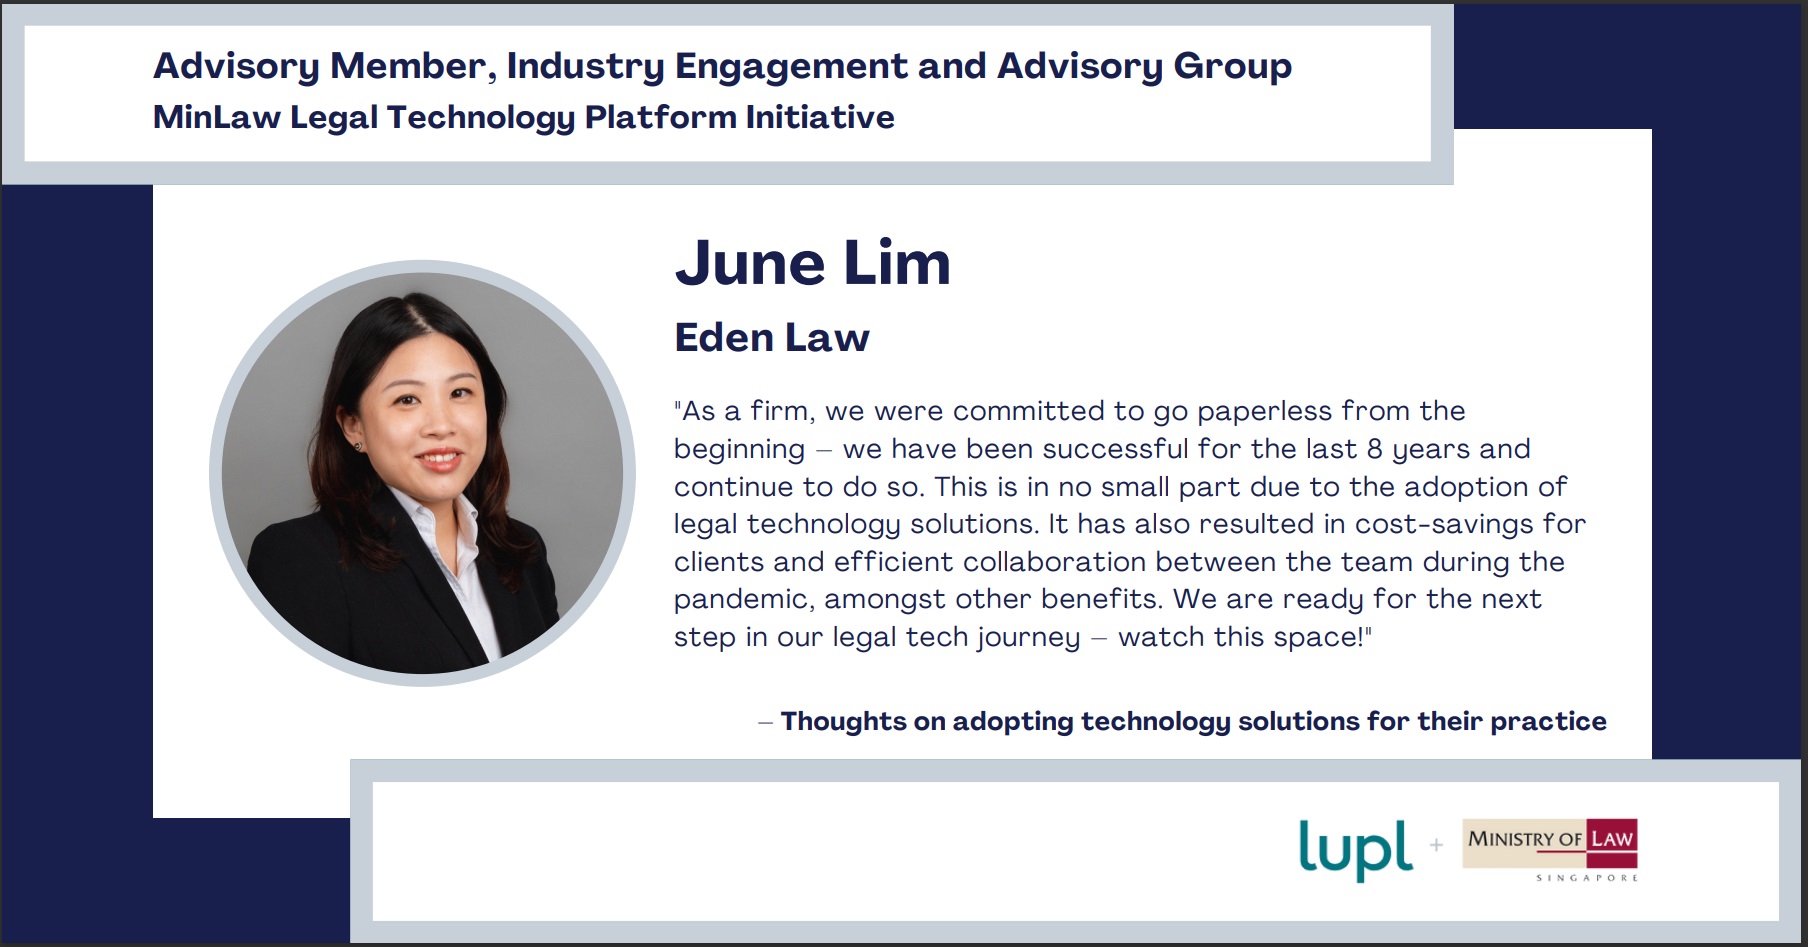 Advisory Member, Industry Engagement and Advisory Group
MinLaw Legal Technology Platform Initiative
June Lim
Eden Law
"As a firm, we were committed to go paperless from the
beginning – we have been successful for the last 8 years and
continue to do so. This is in no small part due to the adoption of
legal technology solutions. It has also resulted in cost-savings for
clients and efficient collaboration between the team during the
pandemic, amongst other benefits. We are ready for the next
step in our legal tech journey – watch this space!"
– Thoughts on adopting technology solutions for their practice
lupl + MINISTRY OF LAW
SINGAPORE